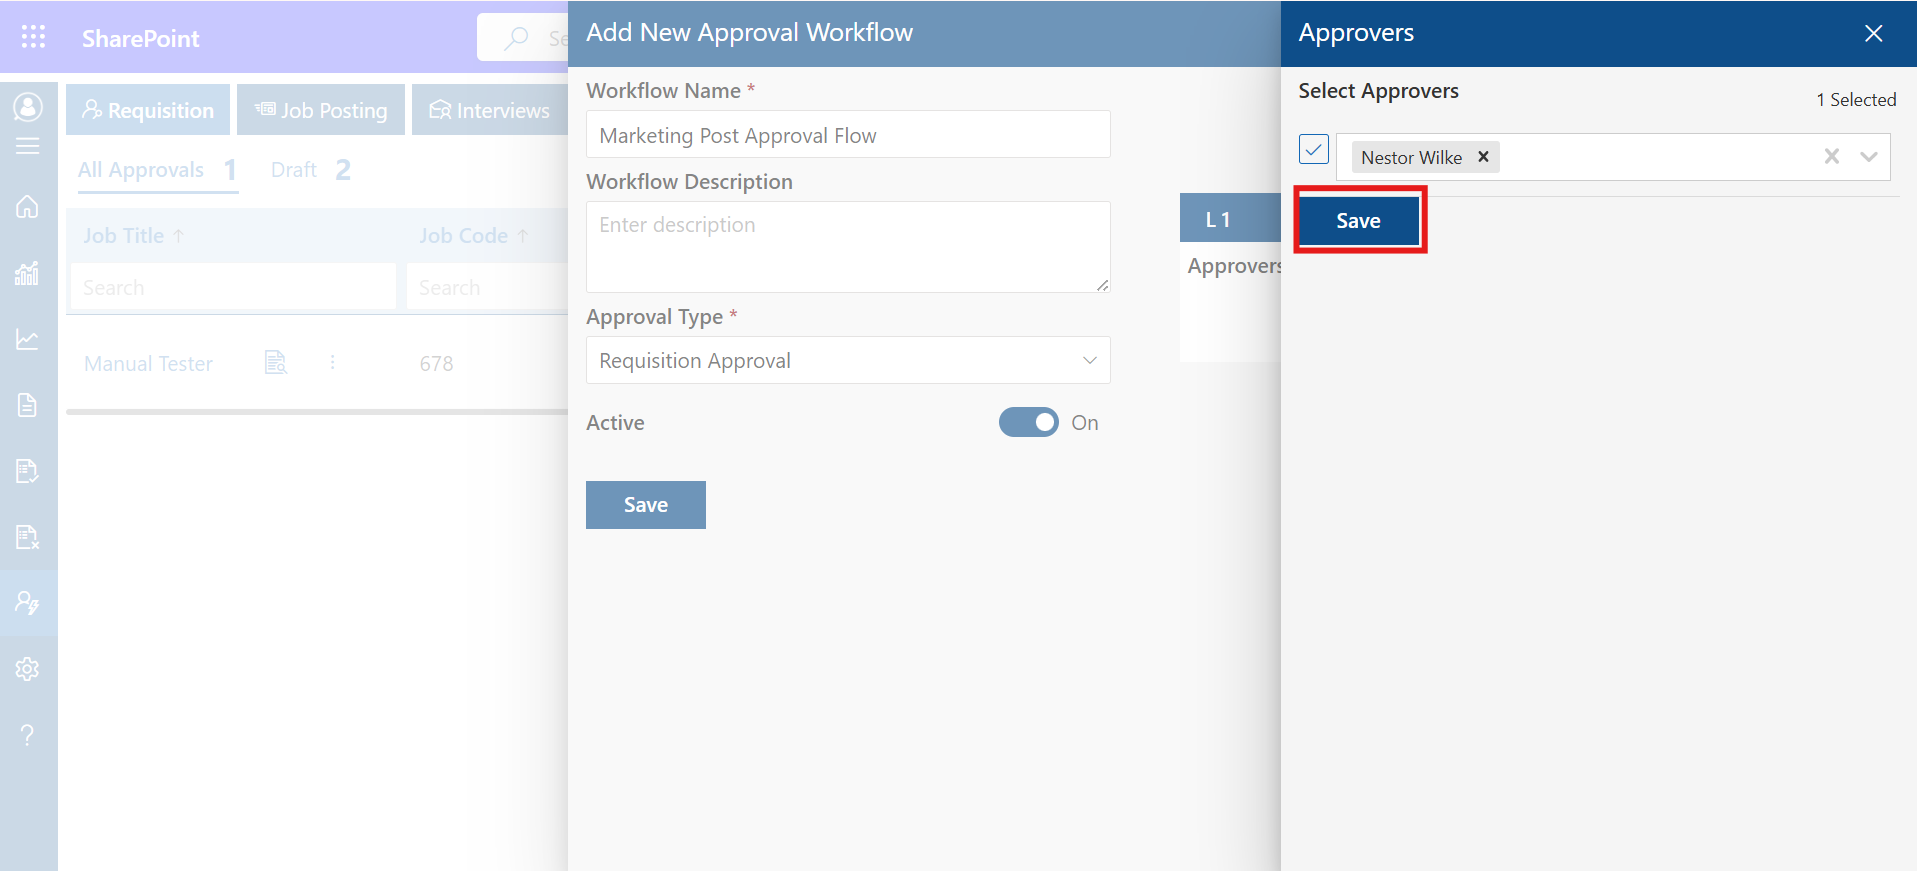 SharePoint
Se
Requisition
Job Posting
Interviews
All Approvals 1
Draft 2
Job Title ↑
Job Code ↑
Search
Search
Manual Tester
678
Add New Approval Workflow
Workflow Name *
Marketing Post Approval Flow
Workflow Description
Enter description
Approval Type *
Requisition Approval
Active
On
Save
L 1
Approvers
Approvers
Select Approvers
1 Selected
Nestor Wilke
Save